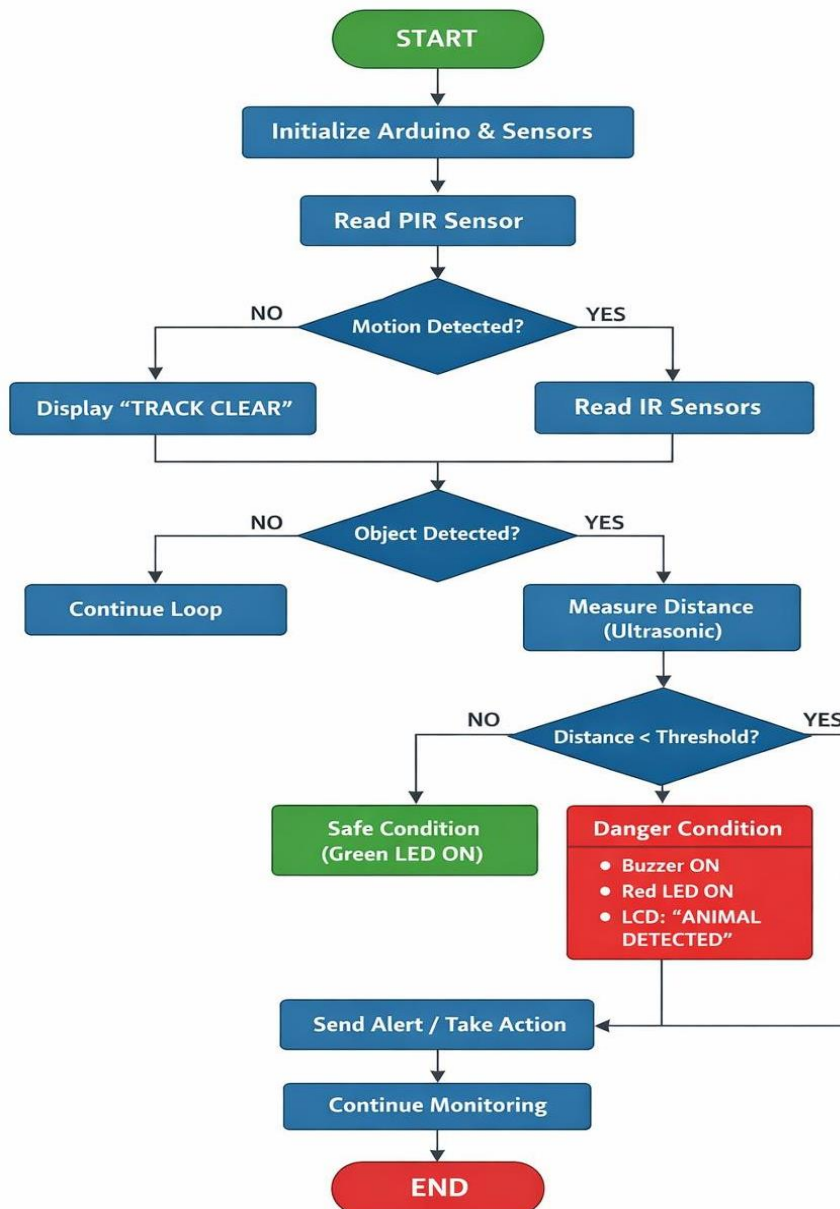 START
Initialize Arduino & Sensors
Read PIR Sensor
NO
YES
Motion Detected?
Display “TRACK CLEAR”
Read IR Sensors
NO
YES
Object Detected?
Continue Loop
Measure Distance
(Ultrasonic)
NO
YES
Distance < Threshold?
Safe Condition
(Green LED ON)
Danger Condition
• Buzzer ON
• Red LED ON
• LCD: “ANIMAL
DETECTED”
Send Alert / Take Action
Continue Monitoring
END